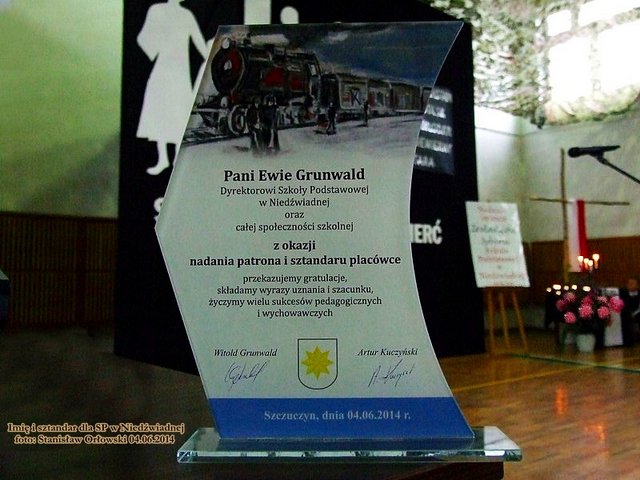 Pani Ewie Grunwald
Dyrektorowi Szkoły Podstawowej
w Niedźwiadnej
oraz
całej społeczności szkolnej
z okazji
nadania patrona i sztandaru placówce
przekazujemy gratulacje,
składamy wyrazy uznania i szacunku,
życzymy wielu sukcesów pedagogicznych
i wychowawczych
Witold Grunwald
Artur Kuczyński
Szczuczyn, dnia 04.06.2014 r.
IERĆ
Imię i sztandar dla SP w Niedźwiadnej
foto: Stanisław Orłowski 04.06.2014